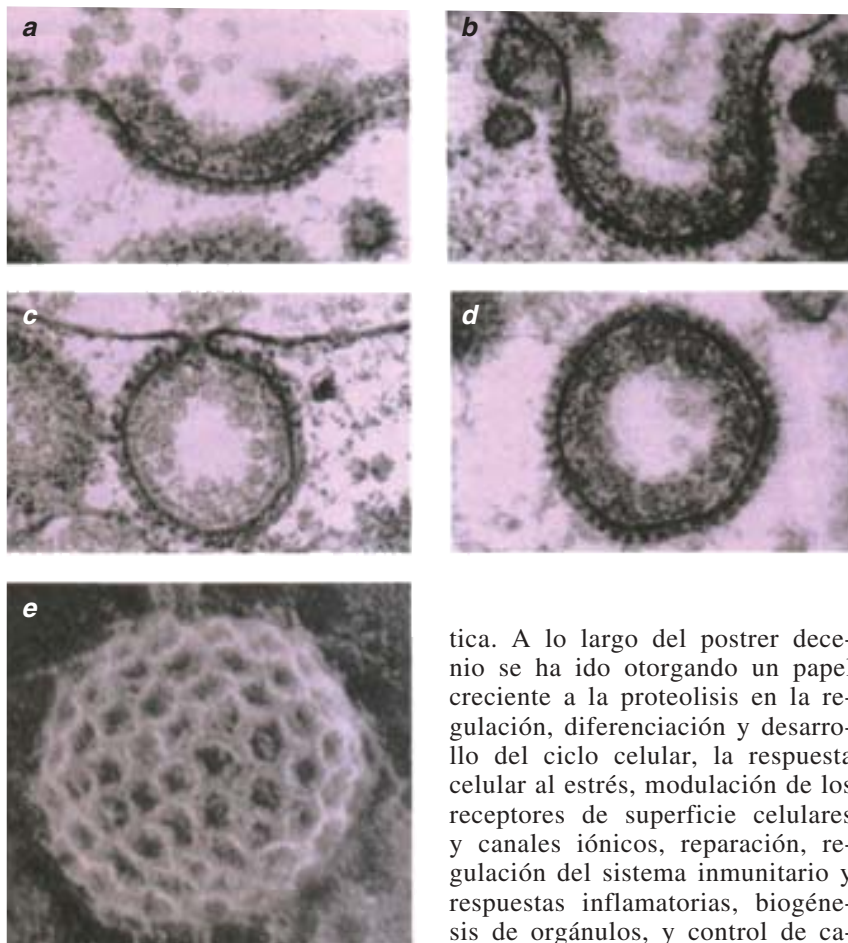 a
b
c
d
e
tica. A lo largo del postrer dece-
nio se ha ido otorgando un papel
creciente a la proteolisis en la re-
gulación, diferenciación y desarro-
llo del ciclo celular, la respuesta
celular al estrés, modulación de los
receptores de superficie celulares
y canales iónicos, reparación, re-
gulación del sistema inmunitario y
respuestas inflamatorias, biogéne-
sis de orgánulos, y control de ca-